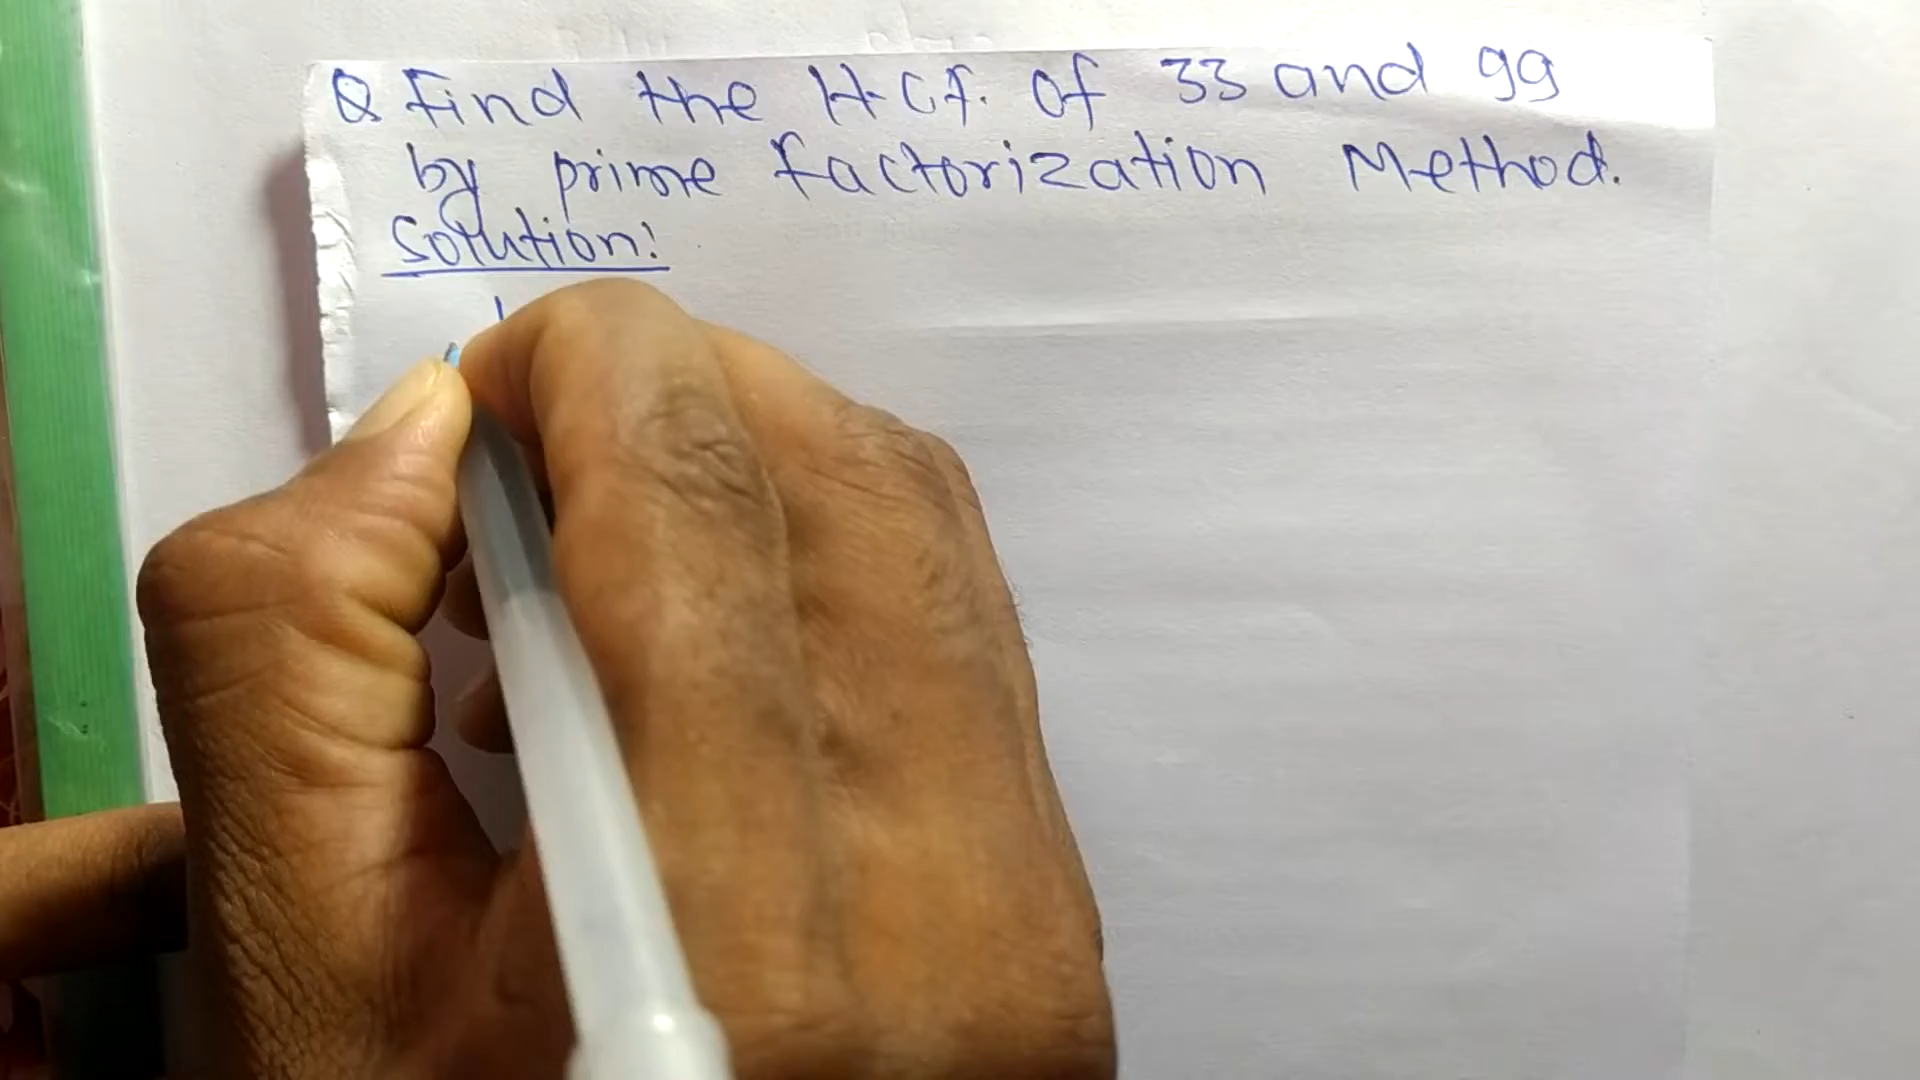 Q Find the H.C.F. Of 33 and 99
by prime factorization Method.
Solution: